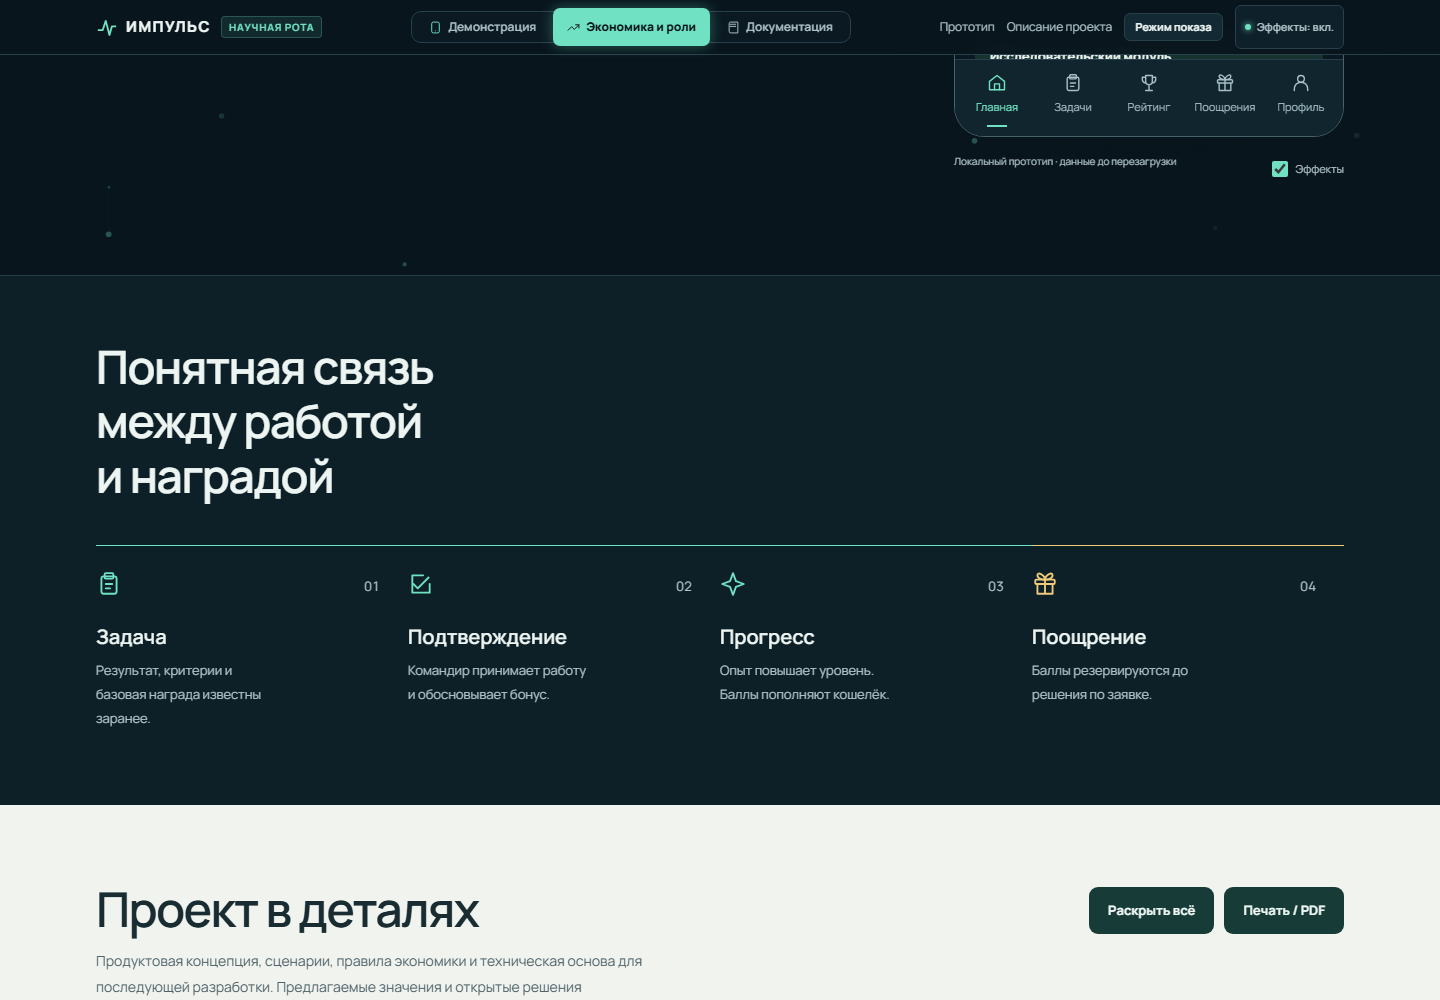 ИМПУЛЬС
НАУЧНАЯ РОТА
Демонстрация
Экономика и роли
Документация
Прототип
Описание проекта
Режим показа
Эффекты: вкл.
Исследовательский модуль
Главная
Задачи
Рейтинг
Поощрения
Профиль
Локальный прототип · данные до перезагрузки
Эффекты
Понятная связь
между работой
и наградой
01
02
03
04
Задача
Результат, критерии и
базовая награда известны
заранее.
Подтверждение
Командир принимает работу
и обосновывает бонус.
Прогресс
Опыт повышает уровень.
Баллы пополняют кошелёк.
Поощрение
Баллы резервируются до
решения по заявке.
Проект в деталях
Раскрыть всё
Печать / PDF
Продуктовая концепция, сценарии, правила экономики и техническая основа для
последующей разработки. Предлагаемые значения и открытые решения